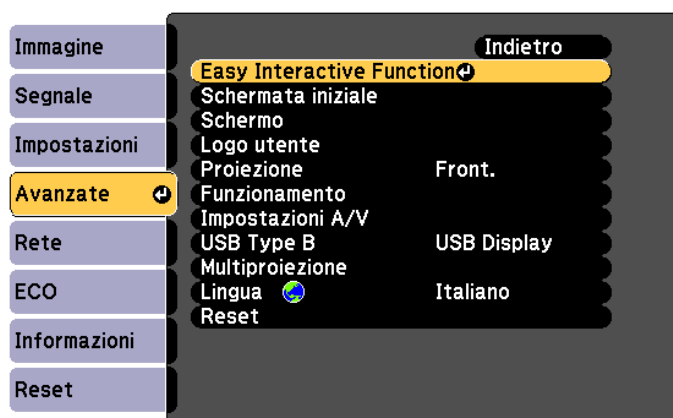 Immagine
Segnale
Impostazioni
Avanzate
Rete
ECO
Informazioni
Reset
Indietro
Easy Interactive Function
Schermata iniziale
Schermo
Logo utente
Proiezione Front.
Funzionamento
Impostazioni A/V
USB Type B USB Display
Multiproiezione
Lingua Italiano
Reset